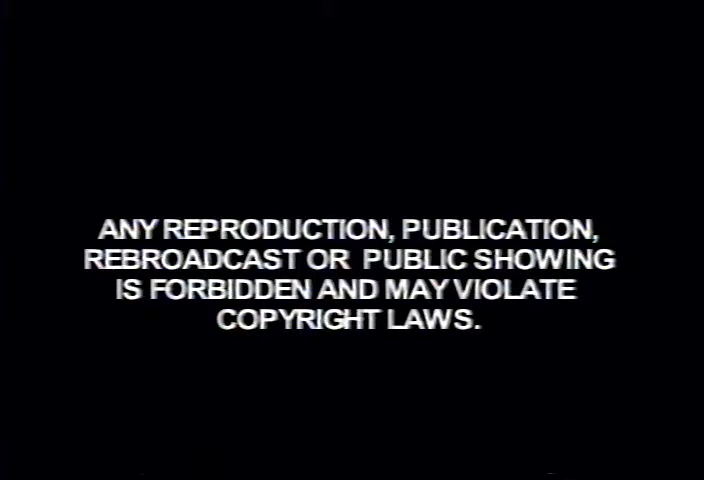 ANY REPRODUCTION, PUBLICATION,
REBROADCAST OR PUBLIC SHOWING
IS FORBIDDEN AND MAY VIOLATE
COPYRIGHT LAWS.